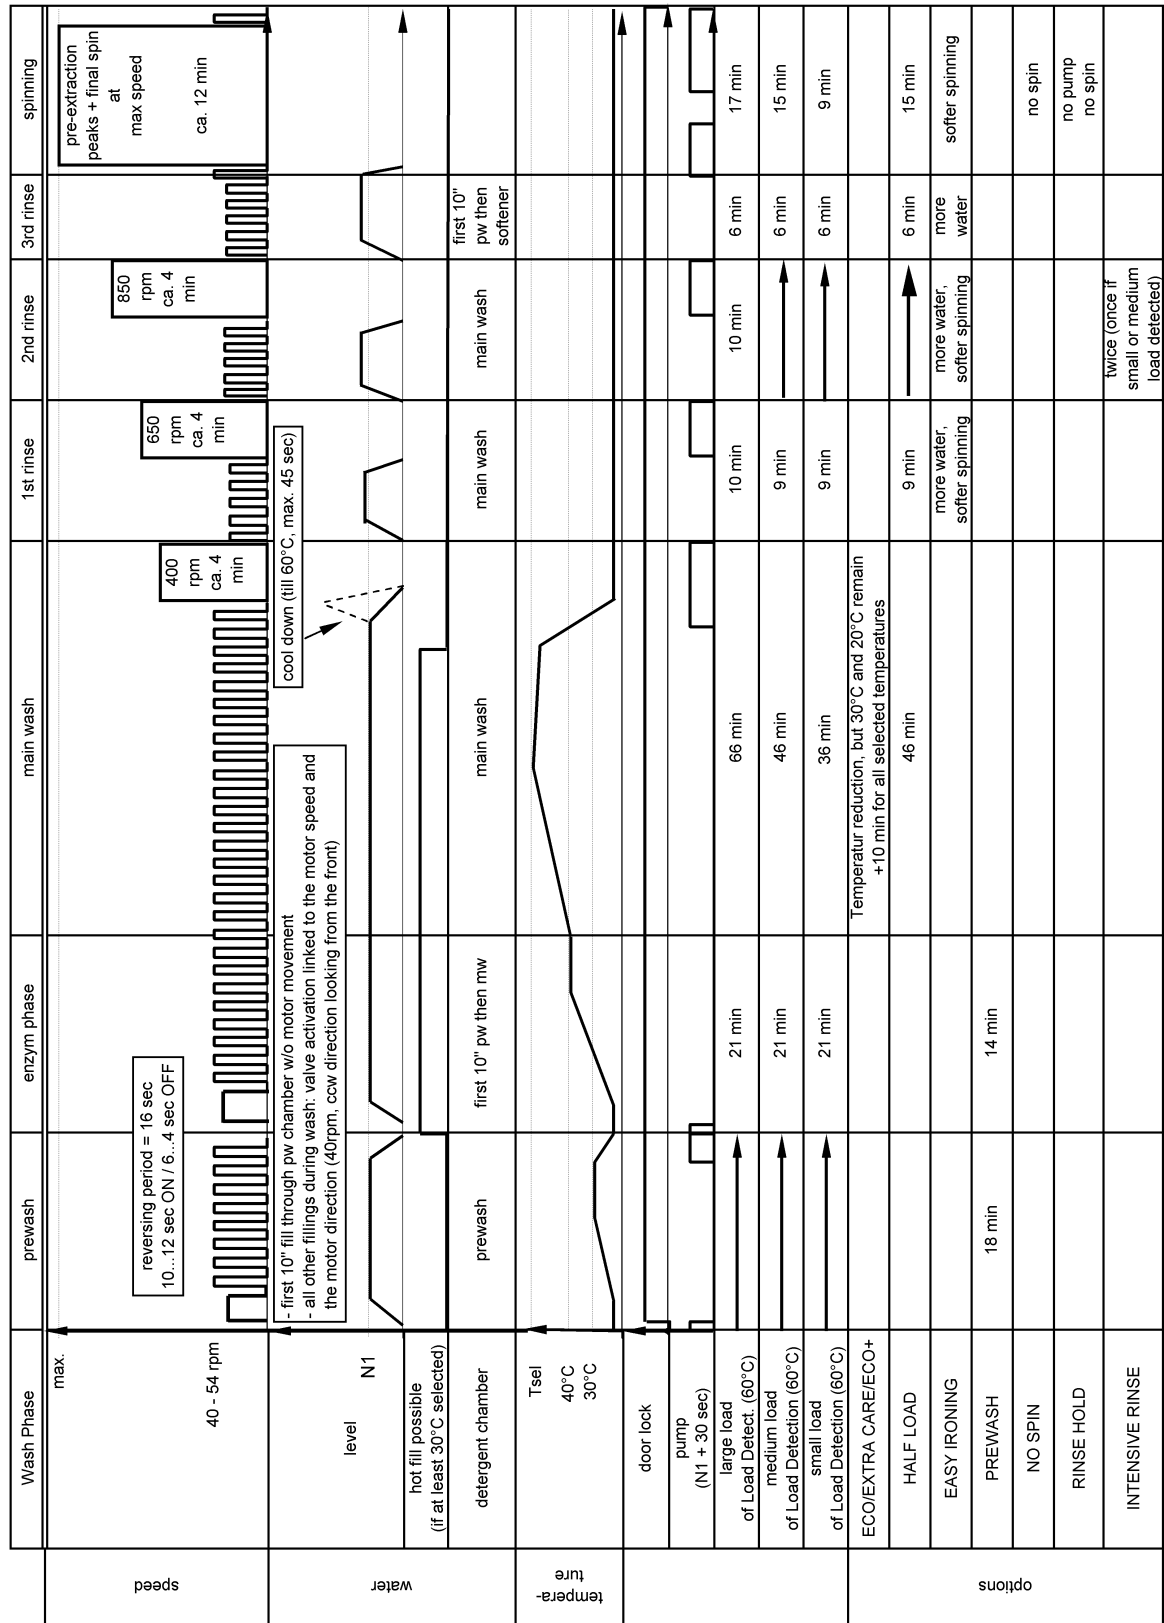 Wash Phase
prewash
enzym phase
main wash
1st rinse
2nd rinse
3rd rinse
spinning
speed
max.
40 - 54 rpm
reversing period = 16 sec
10...12 sec ON / 6...4 sec OFF
400
rpm
ca. 4
min
650
rpm
ca. 4
min
850
rpm
ca. 4
min
pre-extraction
peaks + final spin
at
max speed
ca. 12 min
water
level
N1
- first 10" fill through pw chamber w/o motor movement
- all other fillings during wash: valve activation linked to the motor speed and
the motor direction (40rpm, ccw direction looking from the front)
cool down (till 60°C, max. 45 sec)
hot fill possible
(if at least 30°C selected)
detergent chamber
prewash
first 10" pw then mw
main wash
main wash
main wash
first 10"
pw then
softener
tempera-
ture
Tsel
40°C
30°C
door lock
pump
(N1 + 30 sec)
large load
of Load Detect. (60°C)
21 min
66 min
10 min
10 min
6 min
17 min
medium load
of Load Detection (60°C)
21 min
46 min
9 min
6 min
15 min
small load
of Load Detection (60°C)
21 min
36 min
9 min
6 min
9 min
options
ECO/EXTRA CARE/ECO+
Temperatur reduction, but 30°C and 20°C remain
+10 min for all selected temperatures
HALF LOAD
46 min
9 min
6 min
15 min
EASY IRONING
more water,
softer spinning
more water,
softer spinning
more
water
softer spinning
PREWASH
18 min
14 min
NO SPIN
no spin
RINSE HOLD
no pump
no spin
INTENSIVE RINSE
twice (once if
small or medium
load detected)